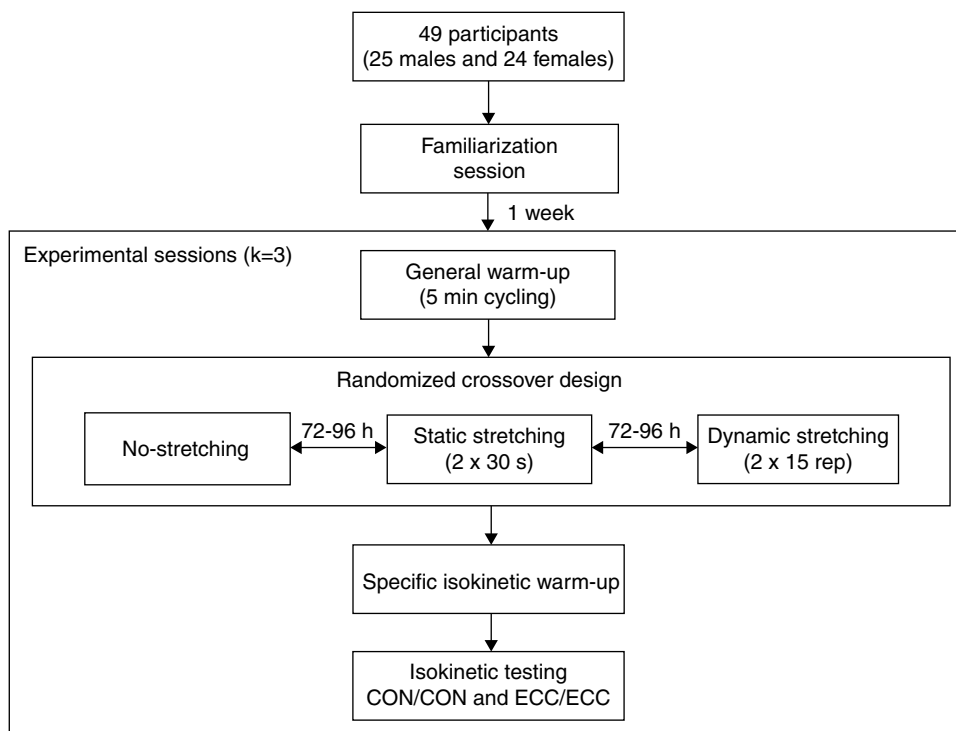 49 participants
(25 males and 24 females)
Familiarization
session
1 week
Experimental sessions (k=3)
General warm-up
(5 min cycling)
Randomized crossover design
No-stretching
72-96 h
Static stretching
(2 x 30 s)
72-96 h
Dynamic stretching
(2 x 15 rep)
Specific isokinetic warm-up
Isokinetic testing
CON/CON and ECC/ECC